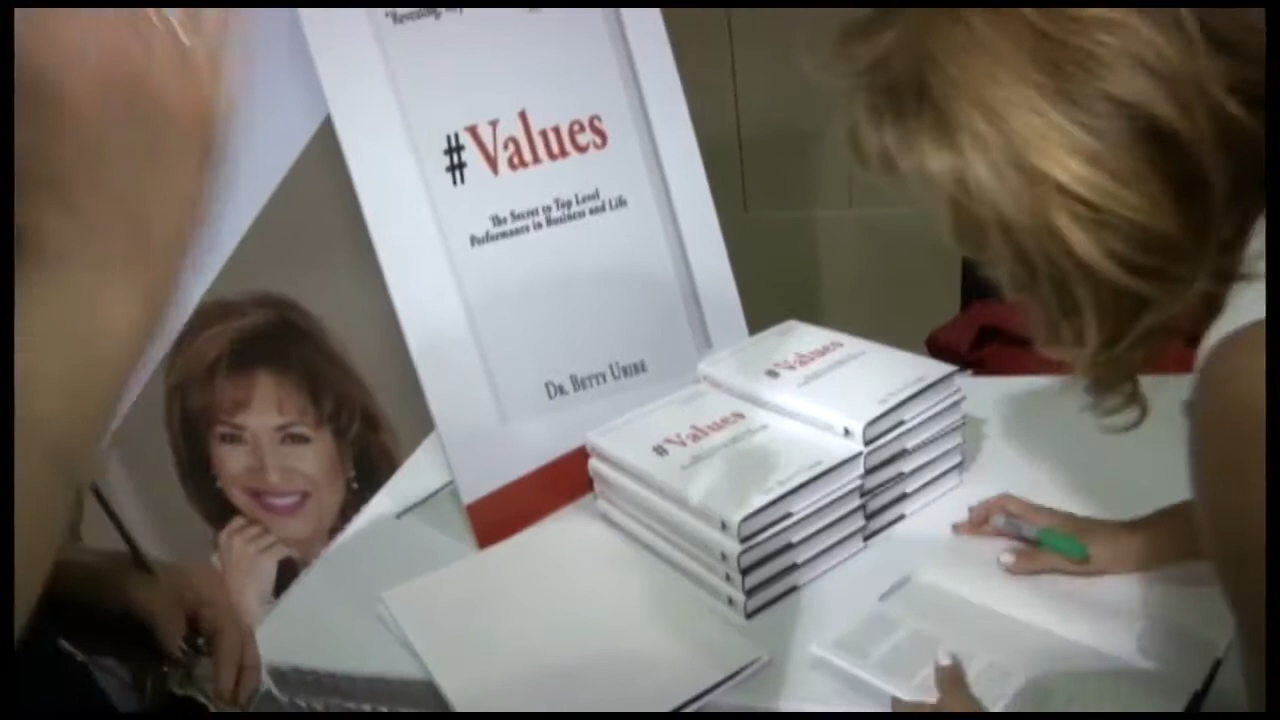 #Values
The Secret to Top Level
Performance in Business and Life
Dr. Betty Uribe
#Values
#Values